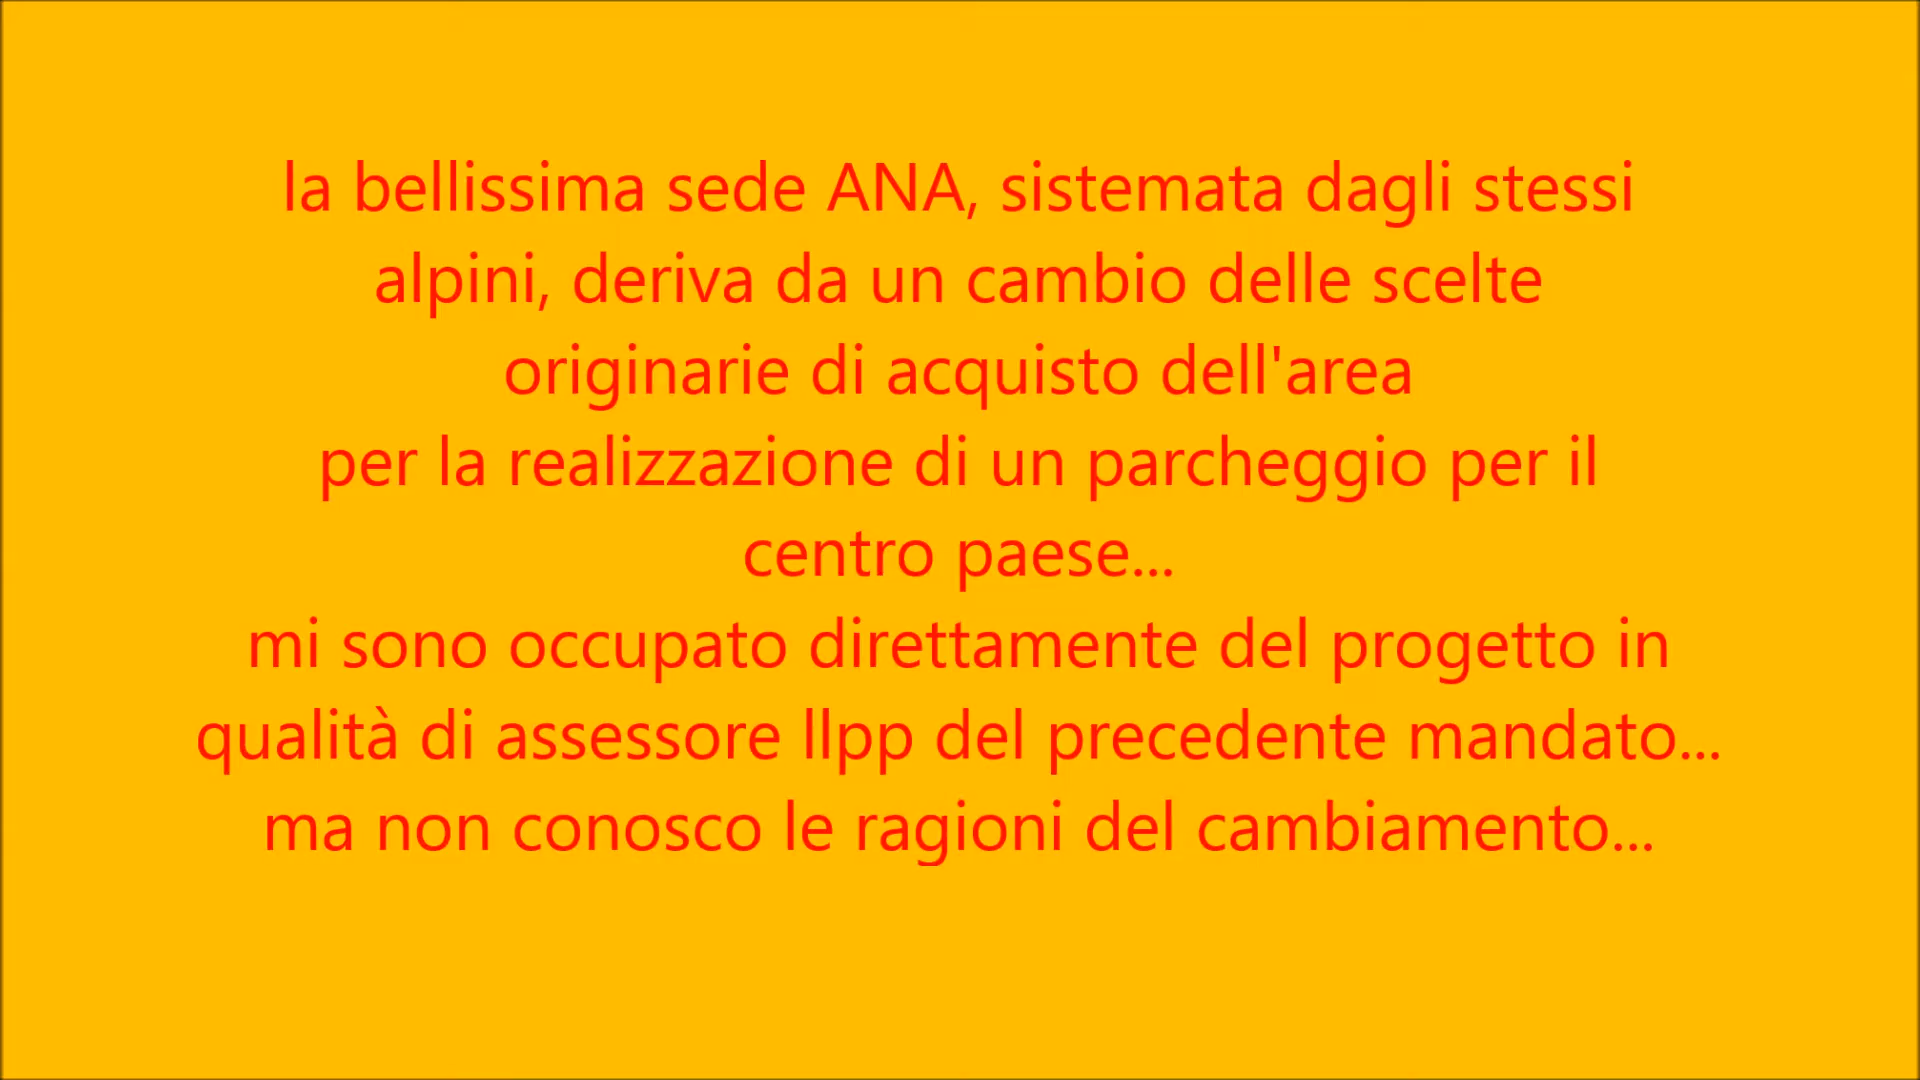 la bellissima sede ANA, sistemata dagli stessi
alpini, deriva da un cambio delle scelte
originarie di acquisto dell'area
per la realizzazione di un parcheggio per il
centro paese...
mi sono occupato direttamente del progetto in
qualità di assessore llpp del precedente mandato...
ma non conosco le ragioni del cambiamento...